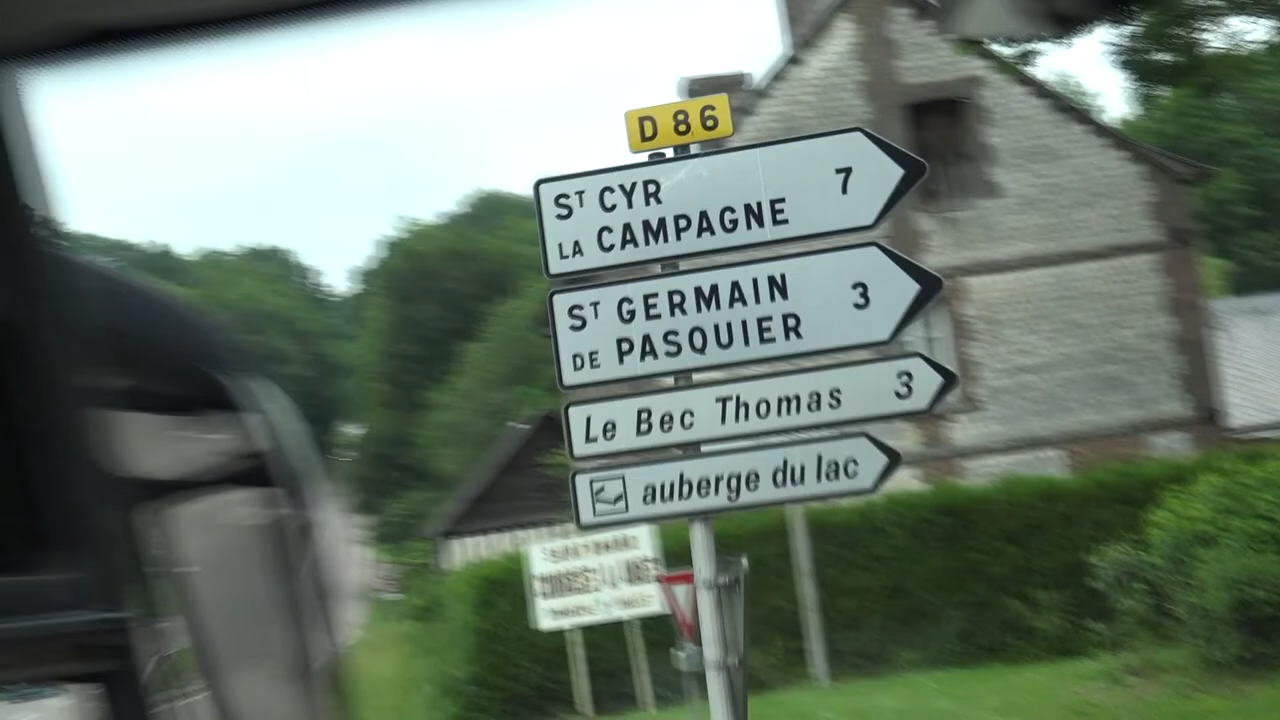 D 86
ST CYR
LA CAMPAGNE 7
ST GERMAIN
DE PASQUIER 3
Le Bec Thomas 3
auberge du lac